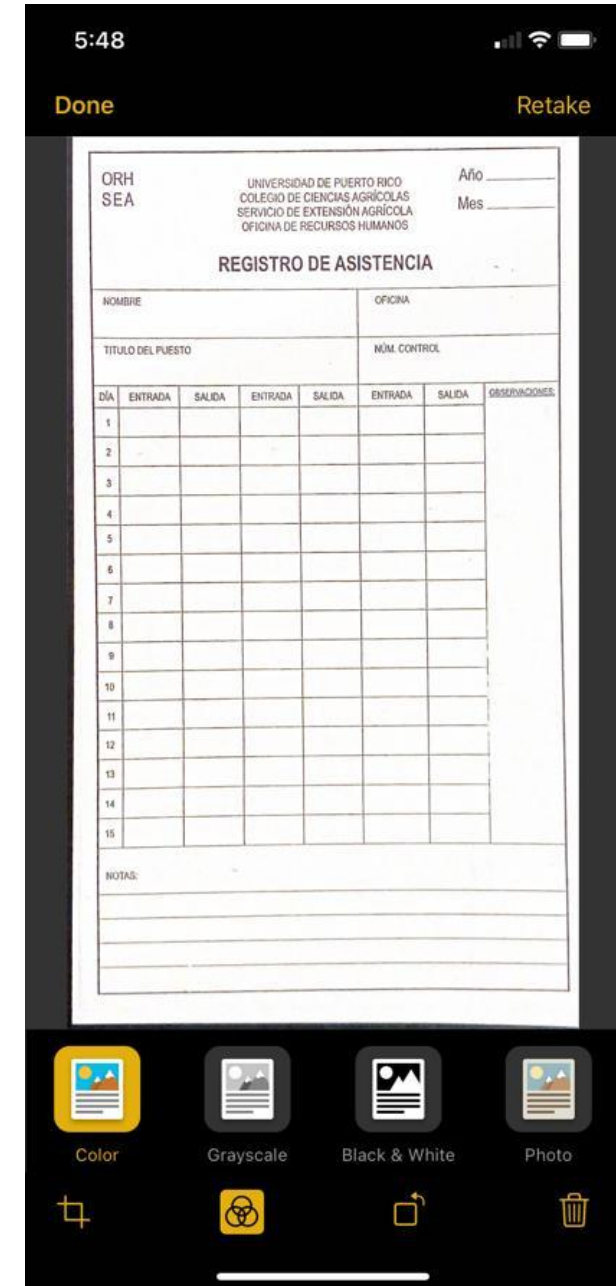 5:48
Done Retake
ORH
SEA
UNIVERSIDAD DE PUERTO RICO
COLEGIO DE CIENCIAS AGRÍCOLAS
SERVICIO DE EXTENSIÓN AGRÍCOLA
OFICINA DE RECURSOS HUMANOS
Año
Mes
REGISTRO DE ASISTENCIA
NOMBRE OFICINA
TITULO DEL PUESTO NÚM. CONTROL
DÍA ENTRADA SALIDA ENTRADA SALIDA ENTRADA SALIDA OBSERVACIONES:
1
2
3
4
5
6
7
8
9
10
11
12
13
14
15
NOTAS:
Color Grayscale Black & White Photo